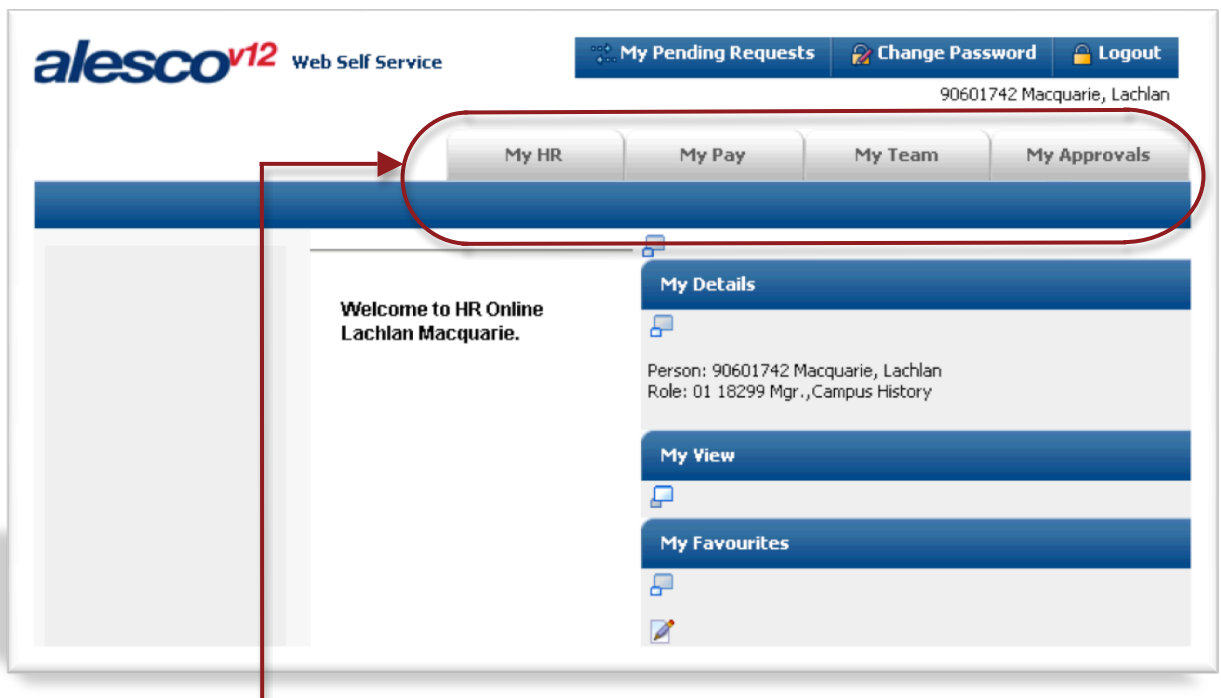 alesco v12 Web Self Service
My Pending Requests Change Password Logout
90601742 Macquarie, Lachlan
My HR My Pay My Team My Approvals
Welcome to HR Online
Lachlan Macquarie.
My Details
Person: 90601742 Macquarie, Lachlan
Role: 01 18299 Mgr.,Campus History
My View
My Favourites